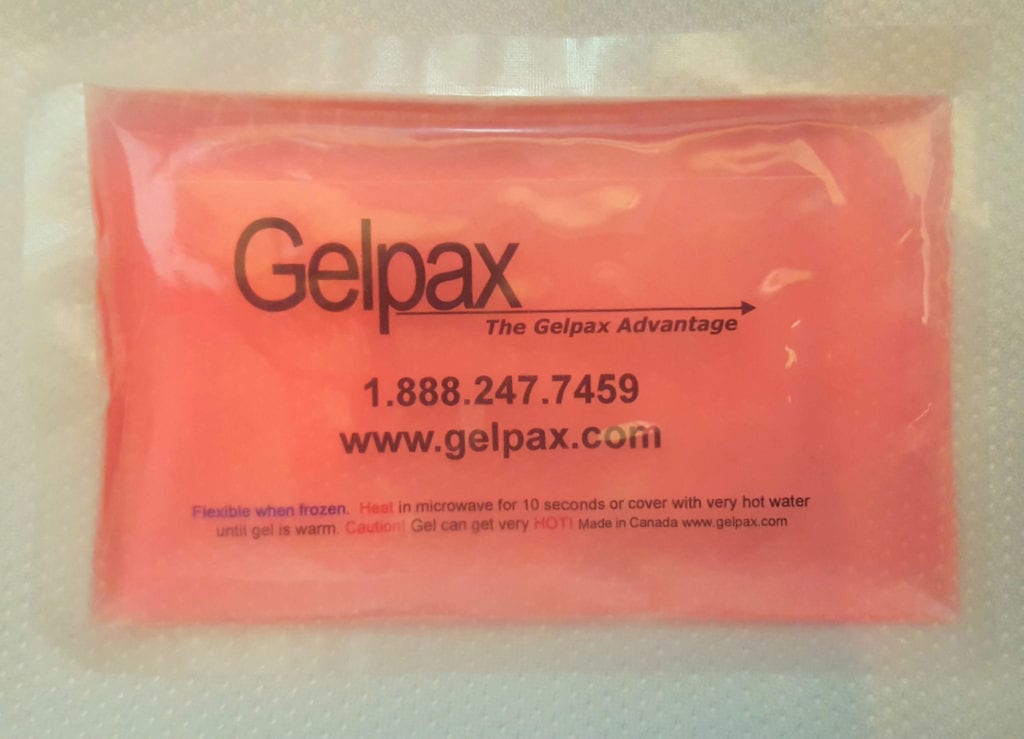 Gelpax
The Gelpax Advantage
1.888.247.7459
www.gelpax.com
Flexible when frozen. Heat in microwave for 10 seconds or cover with very hot water
until gel is warm. Caution! Gel can get very HOT! Made in Canada www.gelpax.com